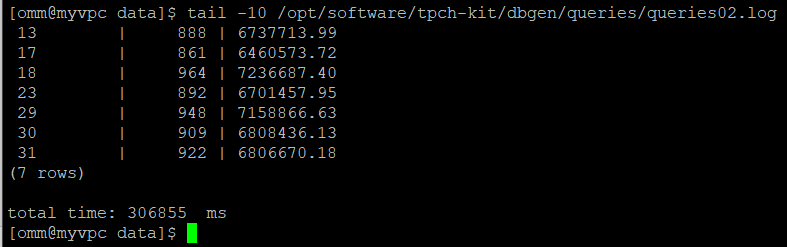 [omm@myvpc data]$ tail -10 /opt/software/tpch-kit/dbgen/queries/queries02.log
 13        |     888 | 6737713.99
 17        |     861 | 6460573.72
 18        |     964 | 7236687.40
 23        |     892 | 6701457.95
 29        |     948 | 7158866.63
 30        |     909 | 6808436.13
 31        |     922 | 6806670.18
(7 rows)

total time: 306855  ms
[omm@myvpc data]$